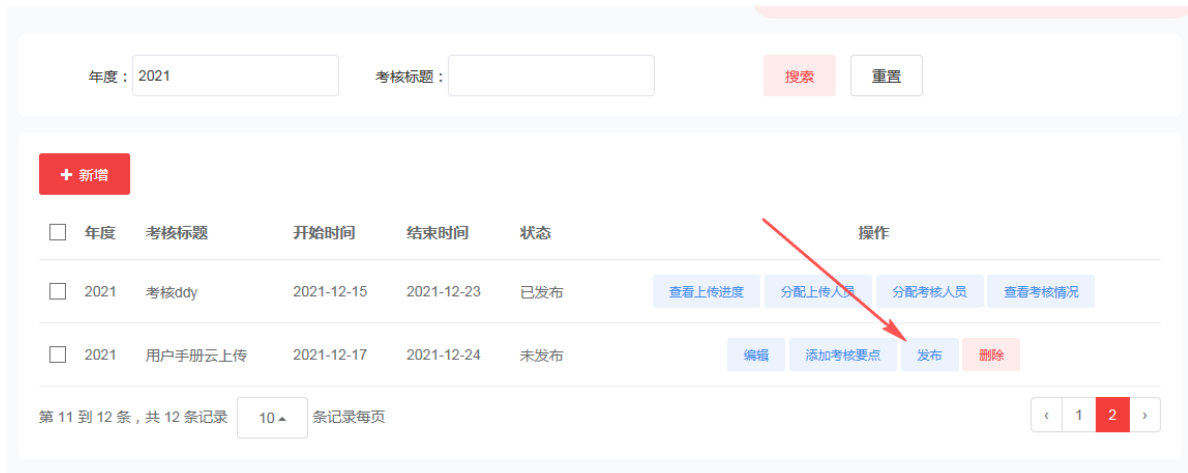 年度： 2021 考核标题： 搜索 重置
+ 新增
年度 考核标题 开始时间 结束时间 状态 操作
2021 考核ddy 2021-12-15 2021-12-23 已发布 查看上传进度 分配上传人员 分配考核人员 查看考核情况
2021 用户手册云上传 2021-12-17 2021-12-24 未发布 编辑 添加考核要点 发布 删除
第 11 到 12 条，共 12 条记录 10 条记录每页 ‹ 1 2 ›